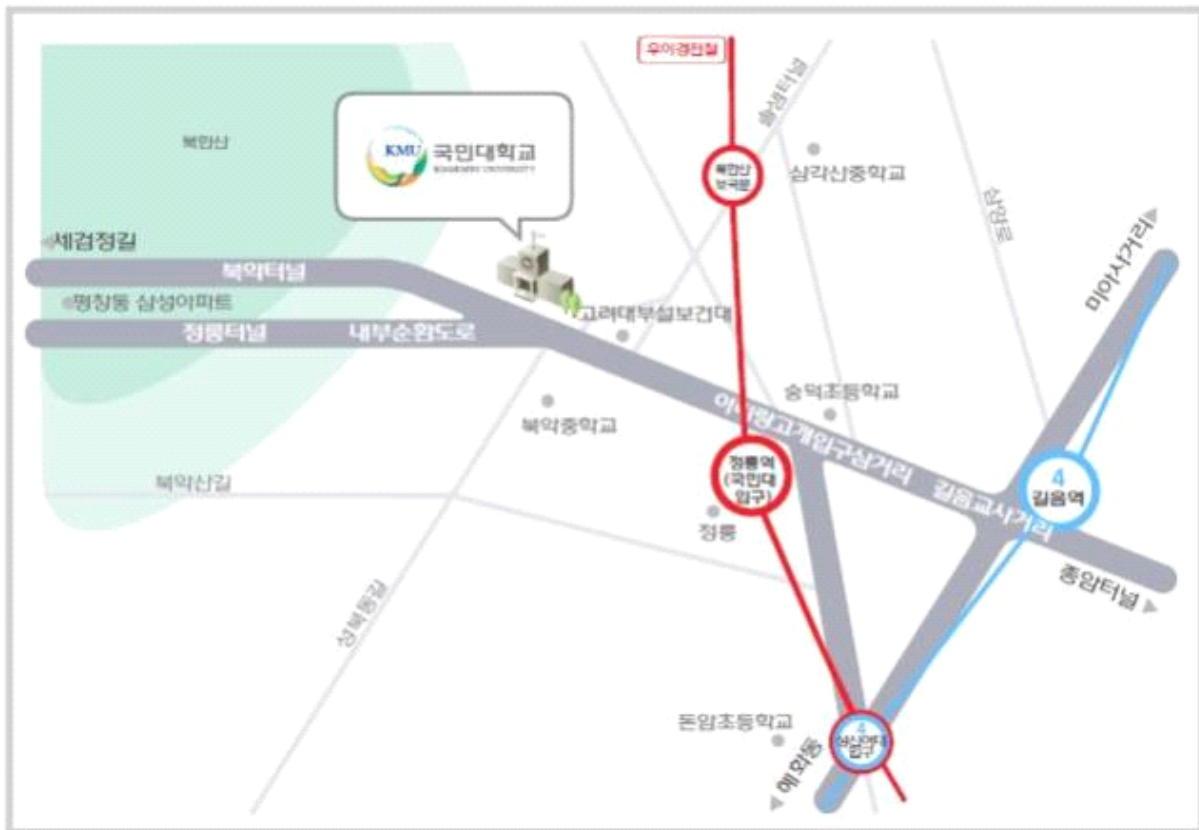 우이경전철
솔샘터널
북한산
KMU 국민대학교
KOOKMIN UNIVERSITY
북한산
보국문
삼각산중학교
삼양로
미아사거리
세검정길
북악터널
평창동 삼성아파트
고려대부설보건대
정릉터널
내부순환도로
숭덕초등학교
북악중학교
아리랑고개입구삼거리
정릉역
(국민대
입구)
4
길음역
북악산길
길음교사거리
정릉
종암터널
성북동길
돈암초등학교
4
입구
혜화동